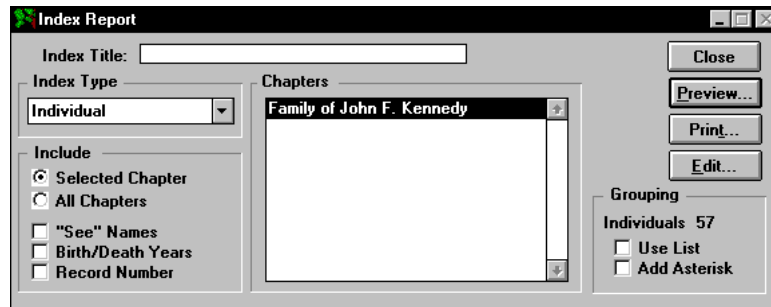 Index Report
Index Title:
Index Type
Individual
Include
Selected Chapter
All Chapters
"See" Names
Birth/Death Years
Record Number
Chapters
Family of John F. Kennedy
Close
Preview...
Print...
Edit...
Grouping
Individuals 57
Use List
Add Asterisk